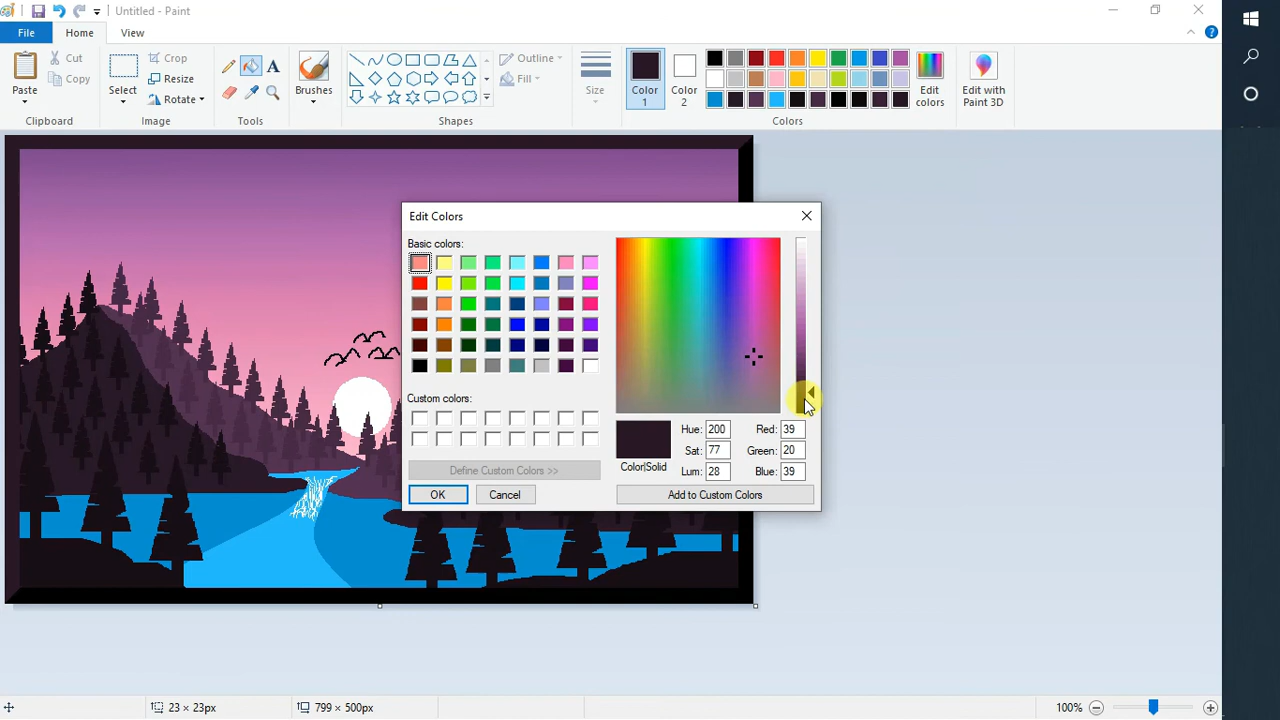 Untitled - Paint
File
Home
View
Paste
Cut
Copy
Clipboard
Select
Crop
Resize
Rotate
Image
A
Tools
Brushes
Outline
Fill
Shapes
Size
Color 1
Color 2
Edit colors
Colors
Edit with Paint 3D
Edit Colors
Basic colors:
Custom colors:
Define Custom Colors >>
OK
Cancel
Color|Solid
Hue: 200
Sat: 77
Lum: 28
Red: 39
Green: 20
Blue: 39
Add to Custom Colors
23 × 23px
799 × 500px
100%